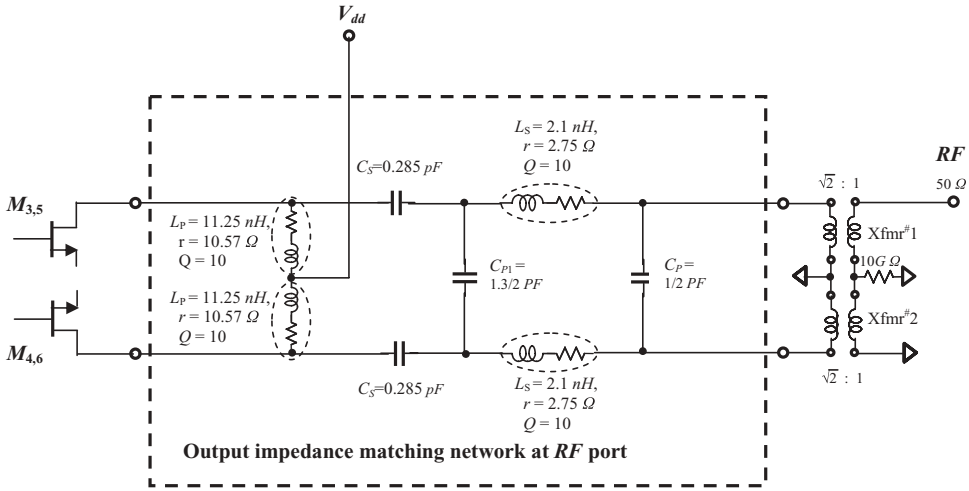 V_dd
L_S = 2.1 nH,
r = 2.75 Ω
Q = 10
C_S=0.285 pF
RF
50 Ω
√2 : 1
M_3,5
L_P = 11.25 nH,
r = 10.57 Ω
Q = 10
Xfmr^#1
C_P1 =
1.3/2 PF
C_P =
1/2 PF
10G Ω
L_P = 11.25 nH,
r = 10.57 Ω
Q = 10
Xfmr^#2
M_4,6
√2 : 1
C_S=0.285 pF
L_S = 2.1 nH,
r = 2.75 Ω
Q = 10
Output impedance matching network at RF port